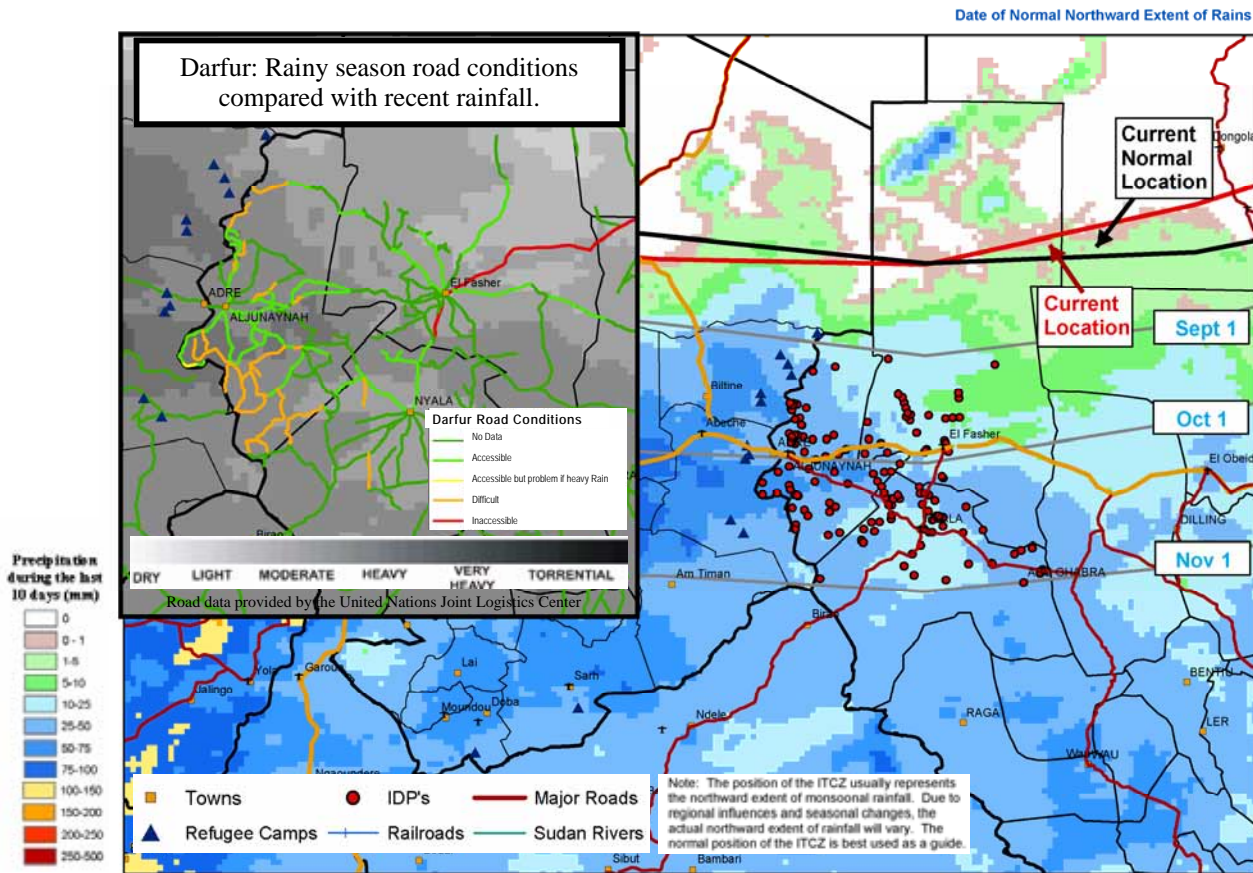 Date of Normal Northward Extent of Rains
Darfur: Rainy season road conditions
compared with recent rainfall.
Current
Normal
Location
Dongola
Current
Location
Sept 1
Oct 1
Nov 1
ADRE
ALJUNAYNAH
El Fasher
NYALA
Birao
Darfur Road Conditions
No Data
Accessible
Accessible but problem if heavy Rain
Difficult
Inaccessible
DRY
LIGHT
MODERATE
HEAVY
VERY
HEAVY
TORRENTIAL
Road data provided by the United Nations Joint Logistics Center
Biltine
Abeche
ALJUNAYNAH
El Fasher
El Obeid
DILLING
Am Timan
GHABRA
Birao
Precipitation
during the last
10 days (mm)
0
0 - 1
1-5
5-10
10-25
25-50
50-75
75-100
100-150
150-200
200-250
250-500
Yola
Garoua
Jalingo
Lai
Sarh
Moundou
Doba
Ndele
RAGA
BENTIU
LER
WAU
Ngaoundere
Towns
IDP's
Major Roads
Refugee Camps
Railroads
Sudan Rivers
Note: The position of the ITCZ usually represents
the northward extent of monsoonal rainfall. Due to
regional influences and seasonal changes, the
actual northward extent of rainfall will vary. The
normal position of the ITCZ is best used as a guide.
Sibut
Bambari